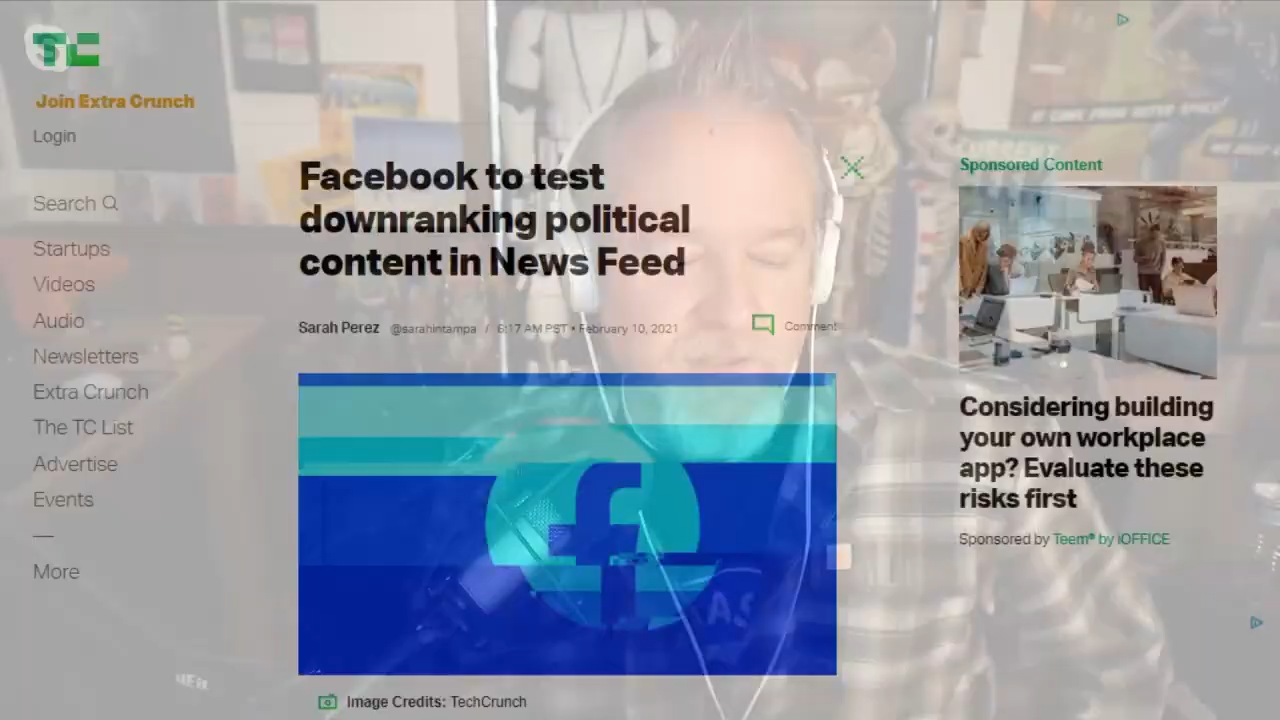 TC
Join Extra Crunch
Login
Search
Startups
Videos
Audio
Newsletters
Extra Crunch
The TC List
Advertise
Events
—
More
Facebook to test
downranking political
content in News Feed
Sarah Perez @sarahintampa / 6:17 AM PST • February 10, 2021
Comment
Image Credits: TechCrunch
Sponsored Content
Considering building
your own workplace
app? Evaluate these
risks first
Sponsored by Teem® by iOFFICE